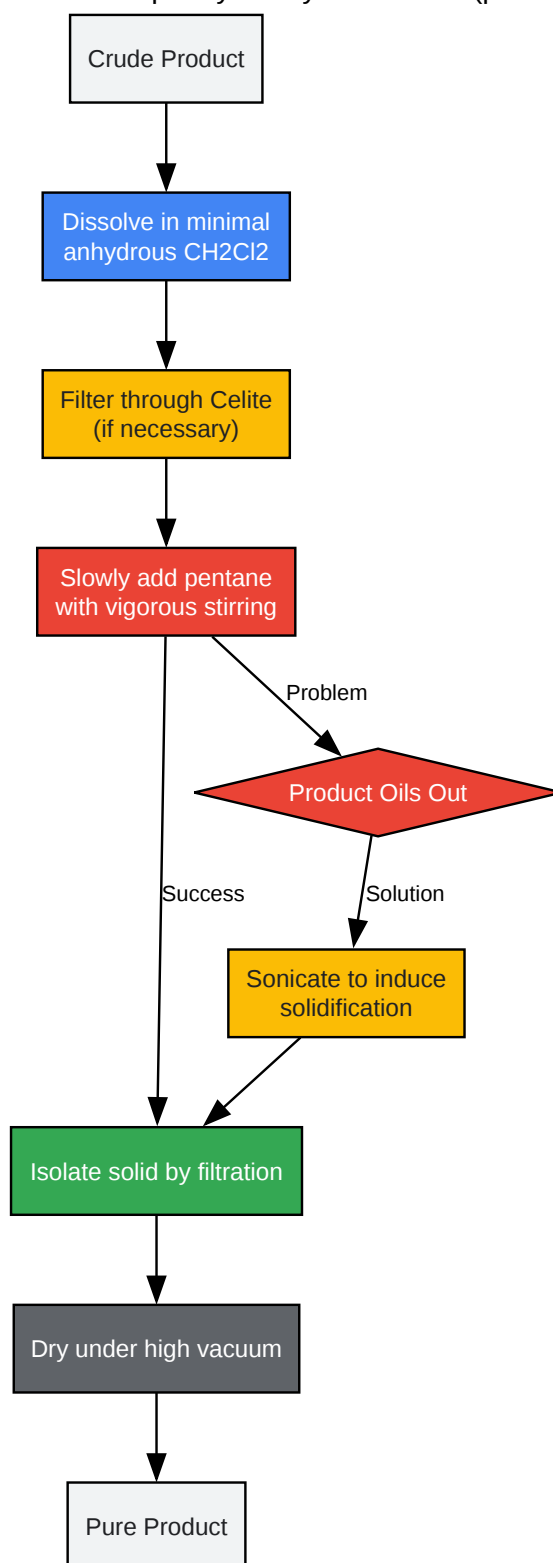 Crude Product
Dissolve in minimal
anhydrous CH2Cl2
Filter through Celite
(if necessary)
Slowly add pentane
with vigorous stirring
Problem
Product Oils Out
Success
Solution
Sonicate to induce
solidification
Isolate solid by filtration
Dry under high vacuum
Pure Product